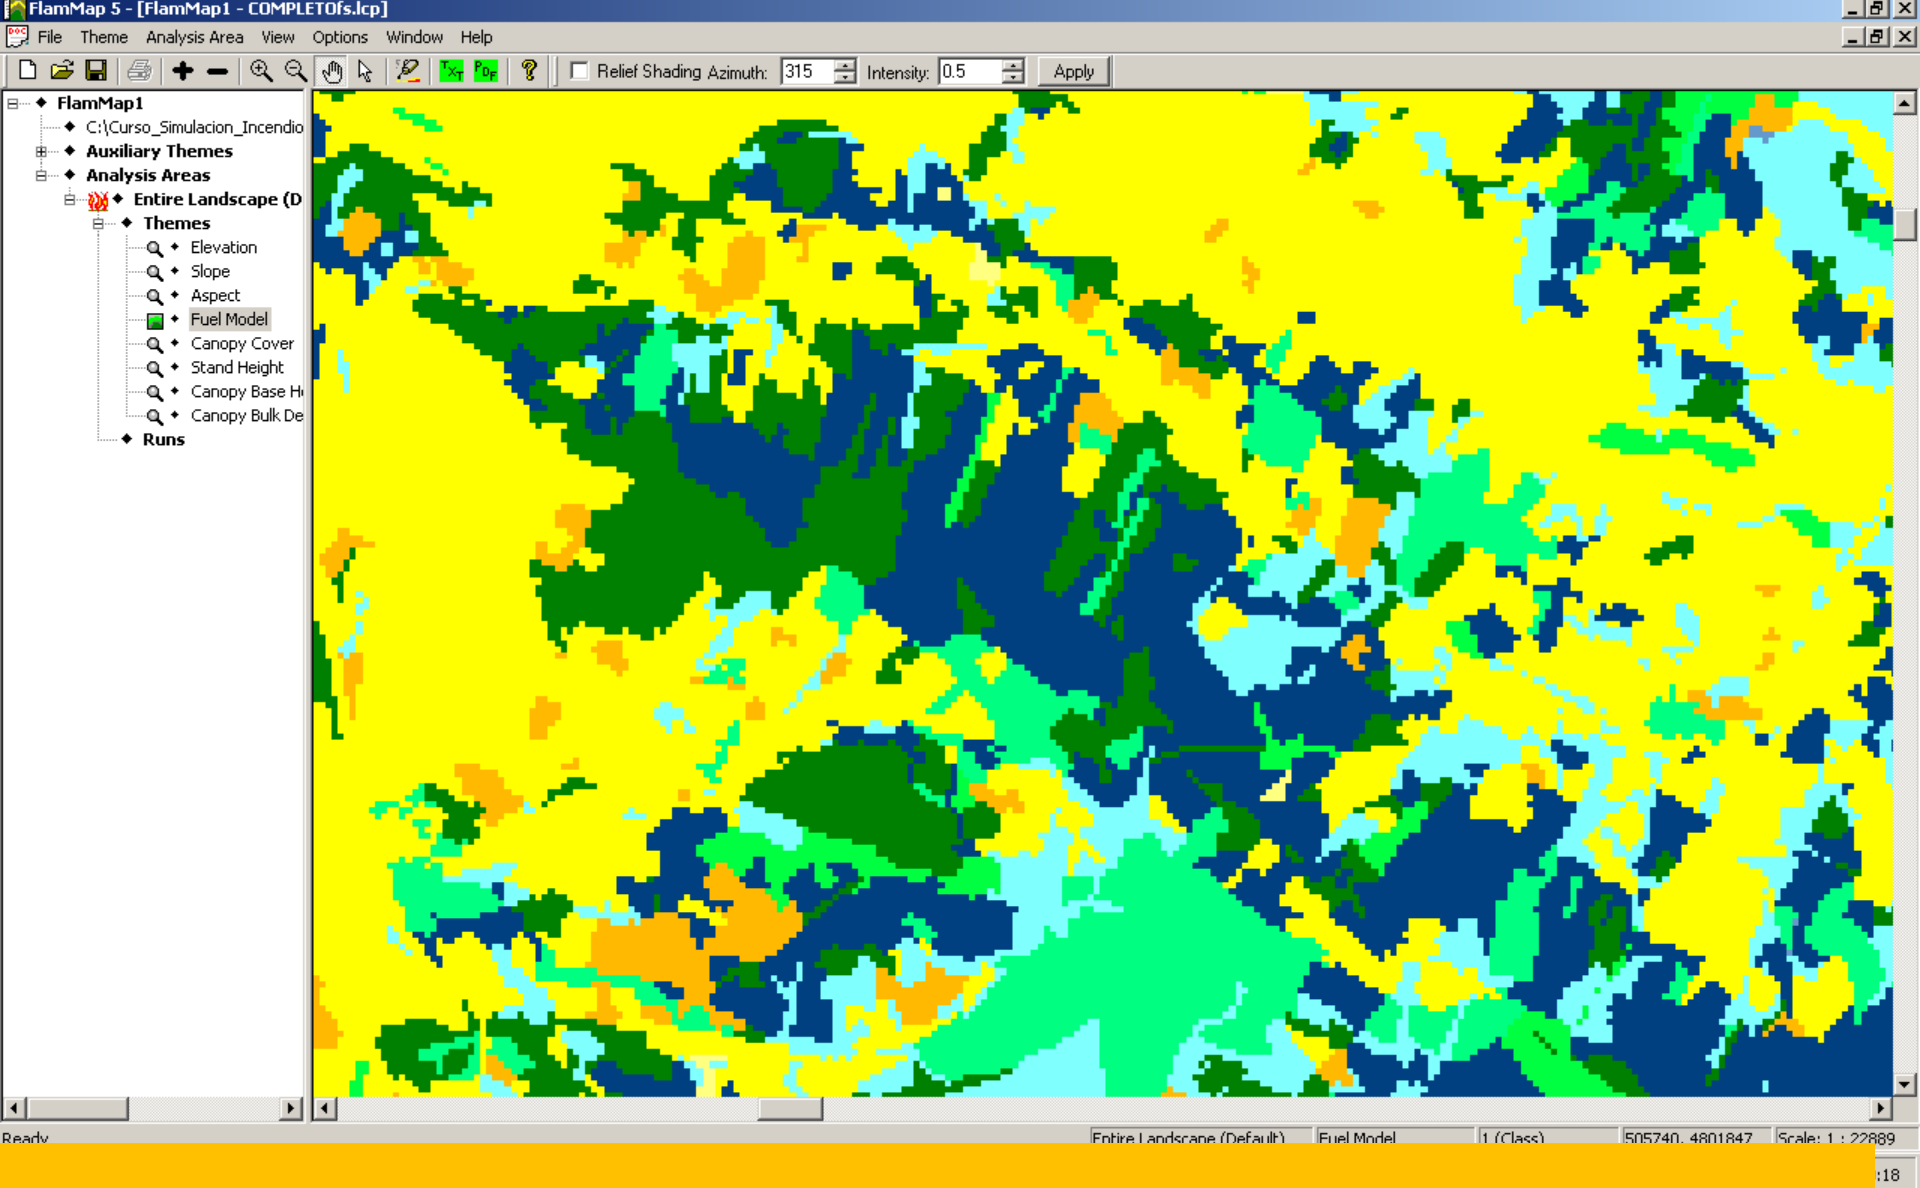 FlamMap 5 - [FlamMap1 - COMPLETOfs.lcp]
File Theme Analysis Area View Options Window Help
TXT PDF ? Relief Shading Azimuth: 315 Intensity: 0.5 Apply
FlamMap1
C:\Curso_Simulacion_Incendio
Auxiliary Themes
Analysis Areas
Entire Landscape (D
Themes
Elevation
Slope
Aspect
Fuel Model
Canopy Cover
Stand Height
Canopy Base H
Canopy Bulk De
Runs
Ready Entire Landscape (Default) Fuel Model 1 (Class) 505740, 4801847 Scale: 1 : 22889
:18